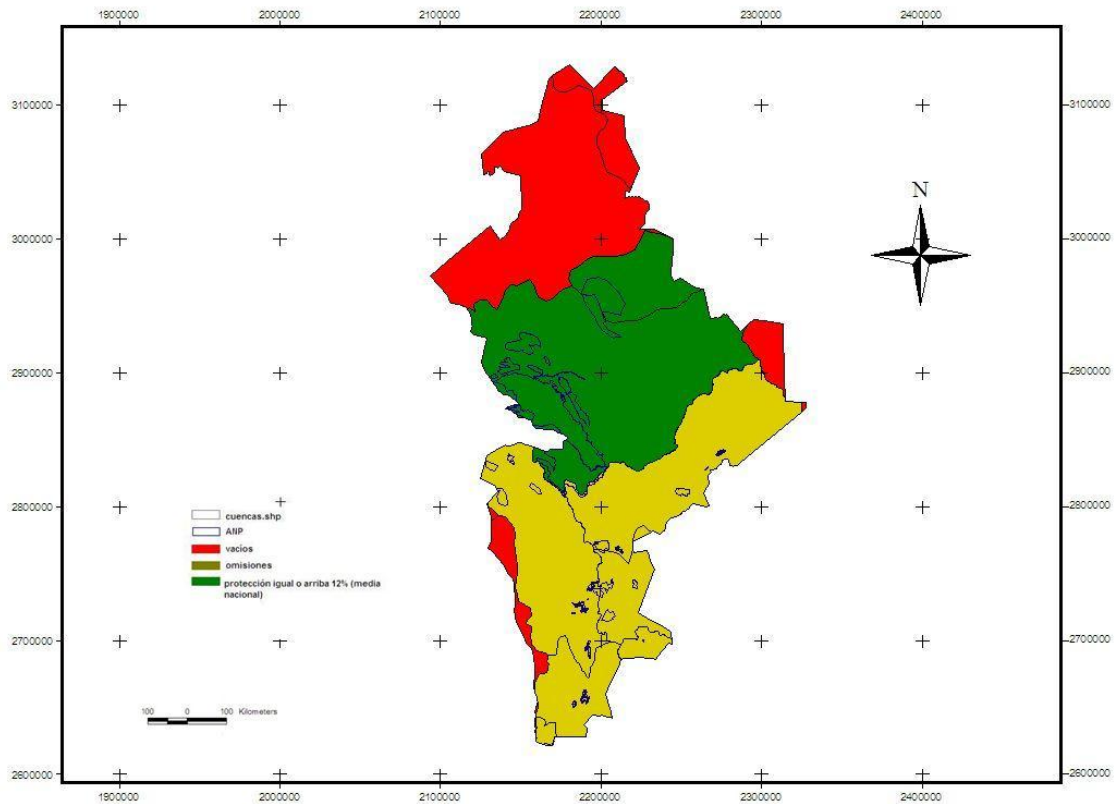 1900000 2000000 2100000 2200000 2300000 2400000
3100000 3100000
N
3000000 3000000
2900000 2900000
2800000 2800000
cuencas.shp
ANP
vacios
omisiones
protección igual o arriba 12% (media
nacional)
2700000 2700000
100 0 100 Kilometers
2600000 2600000
1900000 2000000 2100000 2200000 2300000 2400000